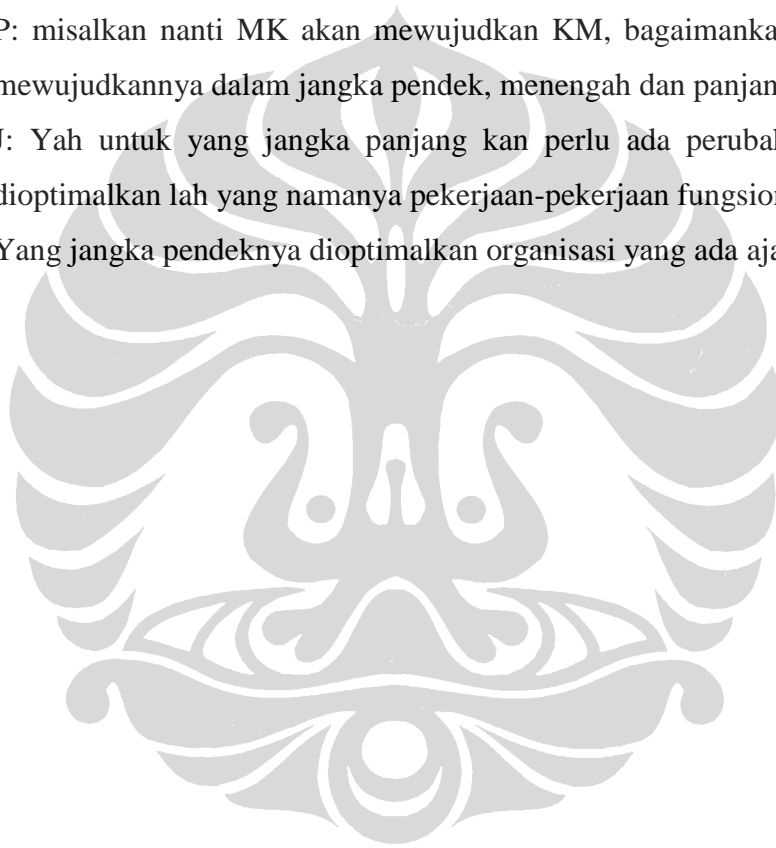 P: misalkan nanti MK akan mewujudkan KM, bagaimanka
mewujudkannya dalam jangka pendek, menengah dan panjan
J: Yah untuk yang jangka panjang kan perlu ada perubah
dioptimalkan lah yang namanya pekerjaan-pekerjaan fungsion
Yang jangka pendeknya dioptimalkan organisasi yang ada aja